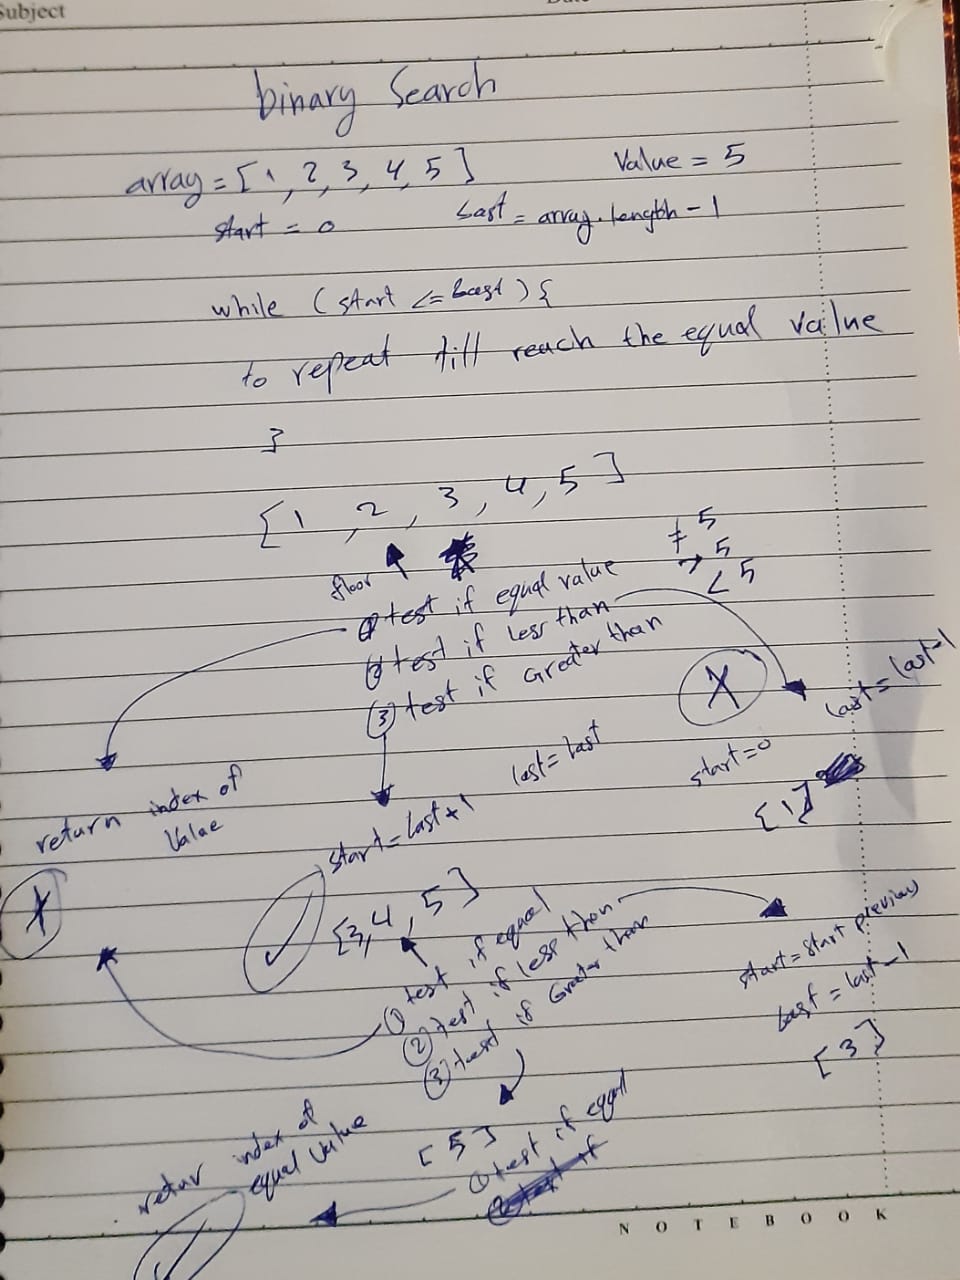 Subject
binary Search
array = [1, 2, 3, 4, 5] Value = 5
start = 0 Last = array.length - 1
while (start <= Last) {
to repeat till reach the equal value
}
[1, 2, 3, 4, 5]
≠ 5
> 5
< 5
floor
① test if equal value
② test if less than
③ test if Greater than
X
last = last - 1
start = 0
[1]
return index of
Value
X
start = Last + 1 last = last
[3, 4, 5]
① test if equal
② test if less than
③ test if Greater than
start = start previous
Last = last - 1
[3]
[5]
① test if equal
retur index of
equal Value
NOTEBOOK